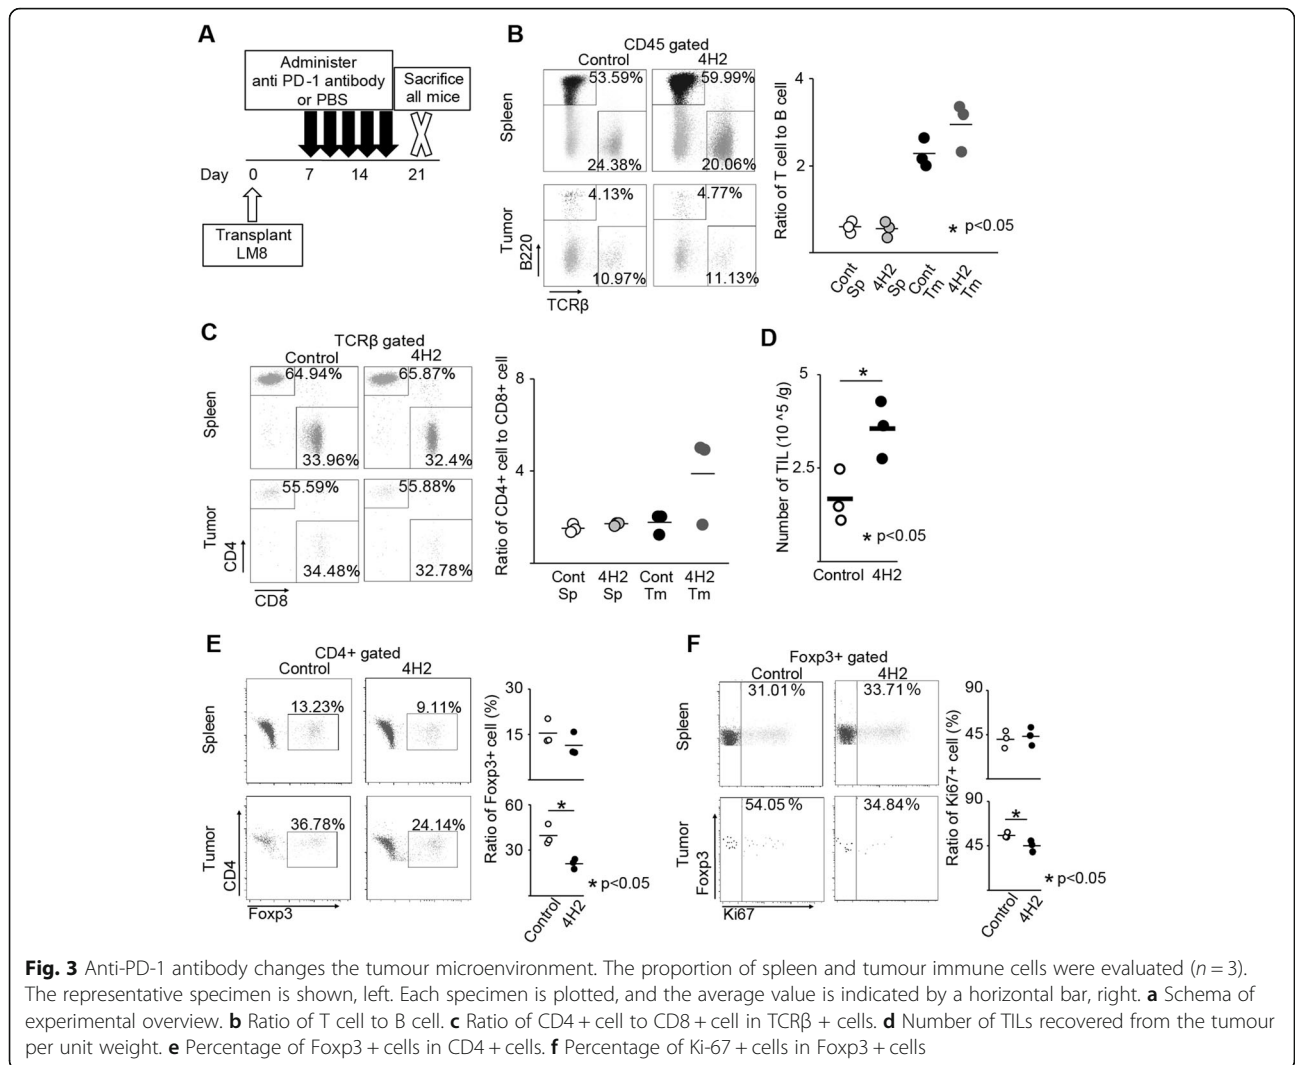 A
Administer
anti PD-1 antibody
or PBS
Sacrifice
all mice
Day 0 7 14 21
Transplant
LM8
B
CD45 gated
Control 4H2
Spleen
53.59% 59.99%
24.38% 20.06%
Tumor
4.13% 4.77%
10.97% 11.13%
B220
TCRβ
Ratio of T cell to B cell
4
2
* p<0.05
Cont Sp
4H2 Sp
Cont Tm
4H2 Tm
C
TCRβ gated
Control 4H2
Spleen
64.94% 65.87%
33.96% 32.4%
Tumor
55.59% 55.88%
34.48% 32.78%
CD4
CD8
Ratio of CD4+ cell to CD8+ cell
8
4
Cont 4H2 Cont 4H2
Sp Sp Tm Tm
D
Number of TIL (10 ^5 /g)
5
2.5
*
* p<0.05
Control 4H2
E
CD4+ gated
Control 4H2
Spleen
13.23% 9.11%
Tumor
36.78% 24.14%
CD4
Foxp3
Ratio of Foxp3+ cell (%)
30
15
60
30
*
* p<0.05
Control
4H2
F
Foxp3+ gated
Control 4H2
Spleen
31.01% 33.71%
Tumor
54.05% 34.84%
Foxp3
Ki67
Ratio of Ki67+ cell (%)
90
45
90
45
*
* p<0.05
Control
4H2
Fig. 3 Anti-PD-1 antibody changes the tumour microenvironment. The proportion of spleen and tumour immune cells were evaluated (n = 3).
The representative specimen is shown, left. Each specimen is plotted, and the average value is indicated by a horizontal bar, right. a Schema of
experimental overview. b Ratio of T cell to B cell. c Ratio of CD4 + cell to CD8 + cell in TCRβ + cells. d Number of TILs recovered from the tumour
per unit weight. e Percentage of Foxp3 + cells in CD4 + cells. f Percentage of Ki-67 + cells in Foxp3 + cells